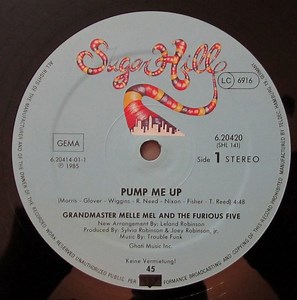 Sugar Hill
LC 6916
GEMA
6.20420
(SHL 141)
6.20414-01-1
Ⓟ 1985
Side 1 STEREO
PUMP ME UP
(Morris - Glover - Wiggins - R. Need - Nixon - Fisher - T. Reed) 4:48
GRANDMASTER MELLE MEL AND THE FURIOUS FIVE
New Arrangement By: Leland Robinson
Produced By: Sylvia Robinson & Joey Robinson, Jr.
Music By: Trouble Funk
Ghati Music Inc
Keine Vermietung!
45